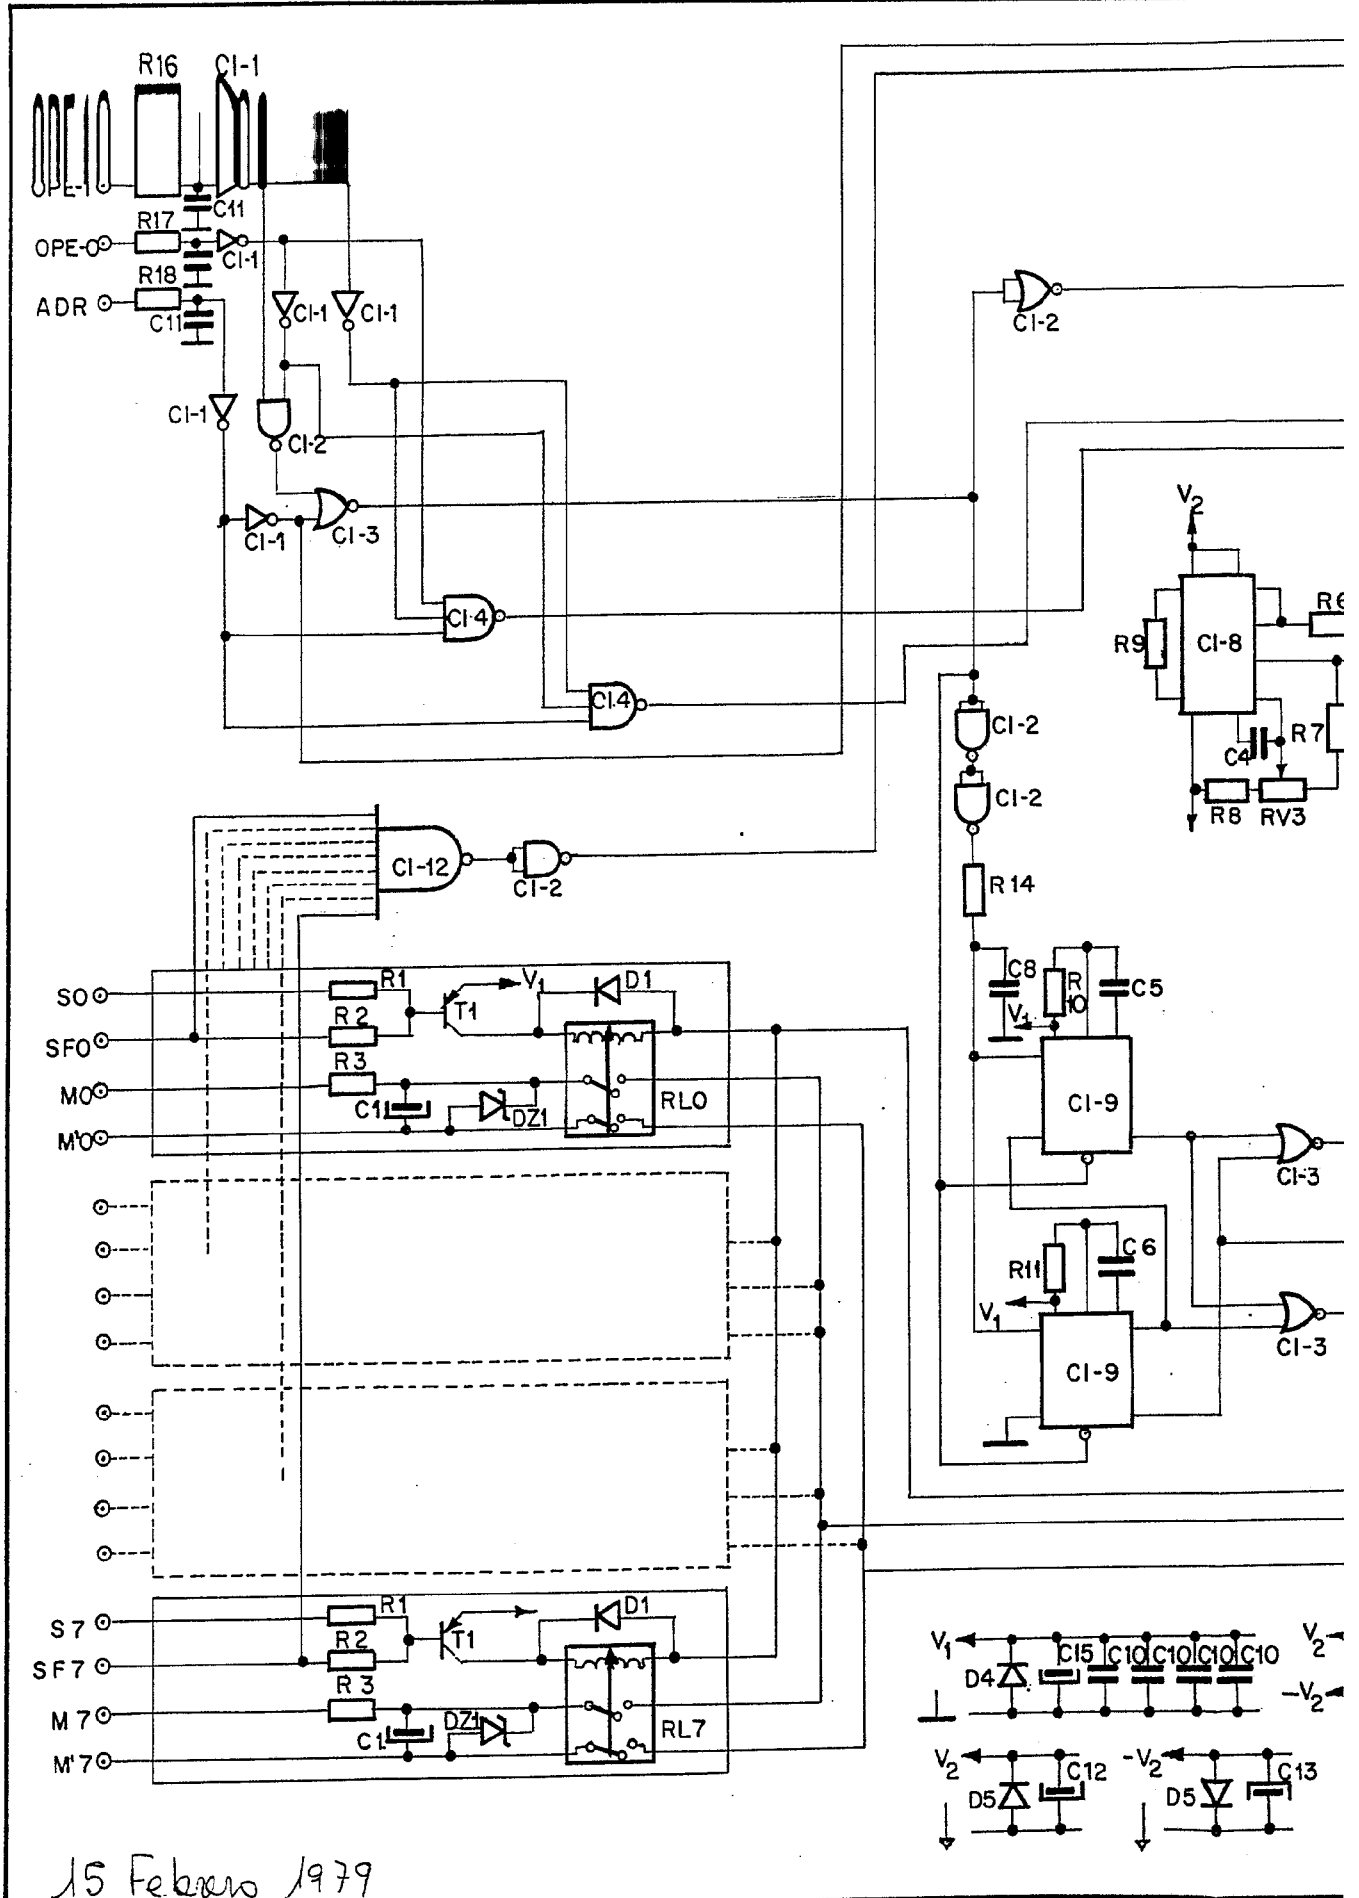 R16 CI-1
OPE-1 C11
R17
OPE-0 CI-1
R18
ADR C11 CI-1 CI-1
CI-2
CI-1 CI-2
CI-1 CI-3
V2
CI-4 R9 CI-8 R6
CI-4 CI-2 C4 R7
CI-2 R8 RV3
CI-12 CI-2 R14
S0 R1 V1 D1 C8 R10 C5
SF0 R2 T1 V1
M0 R3 C1 DZ1 RL0 CI-9
M'0
CI-3
R11 C6
V1
CI-9 CI-3
S7 R1 T1 D1
SF7 R2
M7 R3 DZ1 RL7
M'7 C1
V1 D4 C15 C10 C10 C10 C10 V2
-V2
V2 D5 C12 -V2 D5 C13
15 Febrero 1979